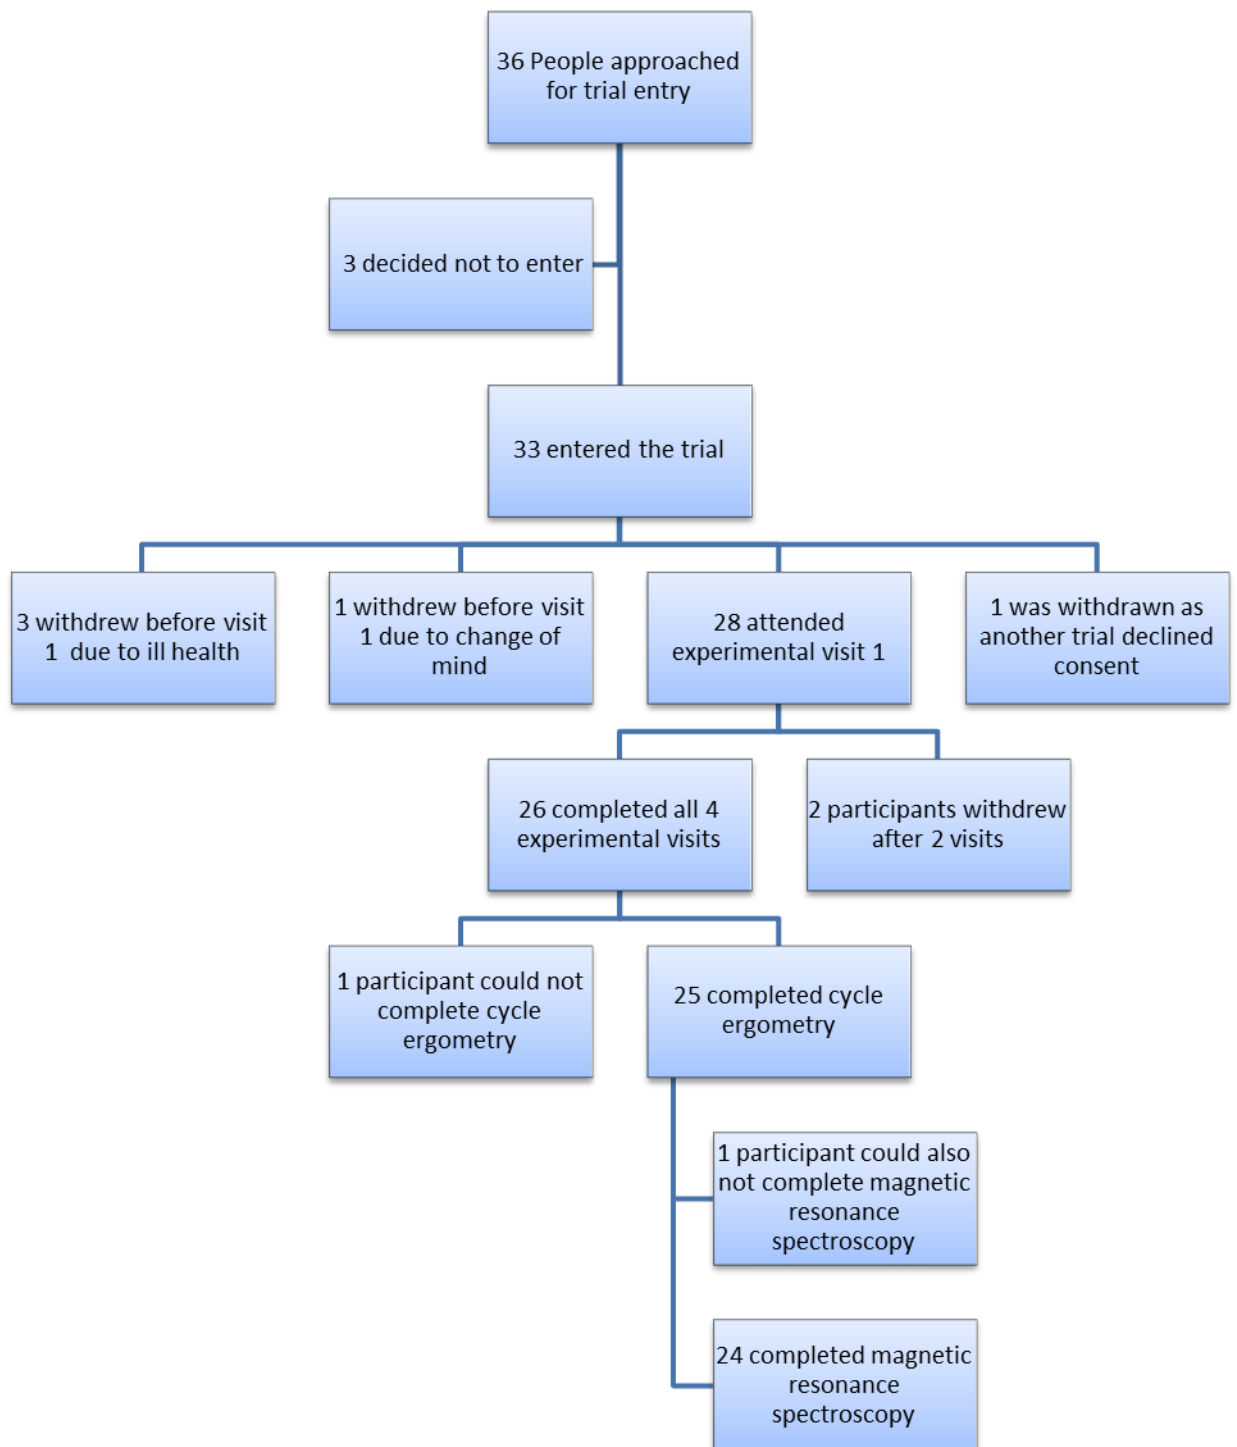 36 People approached
for trial entry
3 decided not to enter
33 entered the trial
3 withdrew before visit
1 due to ill health
1 withdrew before visit
1 due to change of
mind
28 attended
experimental visit 1
1 was withdrawn as
another trial declined
consent
26 completed all 4
experimental visits
2 participants withdrew
after 2 visits
1 participant could not
complete cycle
ergometry
25 completed cycle
ergometry
1 participant could also
not complete magnetic
resonance
spectroscopy
24 completed magnetic
resonance
spectroscopy